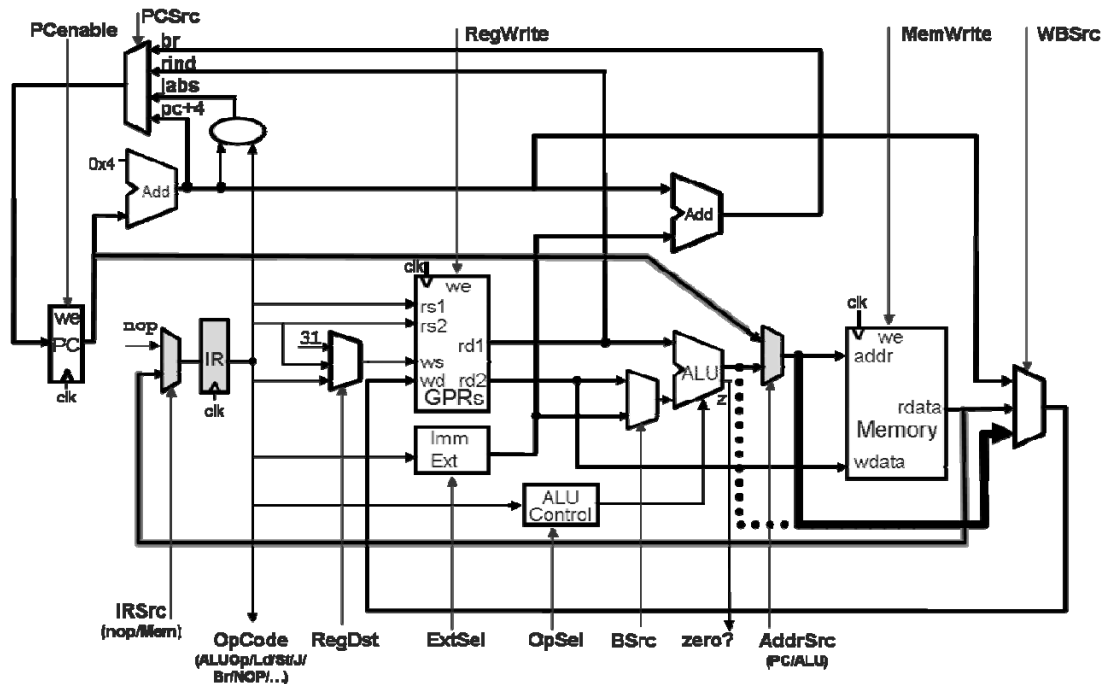 PCSrc
PCenable
RegWrite
MemWrite
WBSrc
br
rind
jabs
pc+4
0x4
Add
Add
clk
we
rs1
rs2
31
ws
wd
rd1
rd2
GPRs
we
PC
clk
nop
IR
clk
ALU
z
clk
we
addr
rdata
Memory
wdata
Imm
Ext
ALU
Control
IRSrc
(nop/Mem)
OpCode
(ALUOp/Ld/St/J/
Br/NOP/...)
RegDst
ExtSel
OpSel
BSrc
zero?
AddrSrc
(PC/ALU)